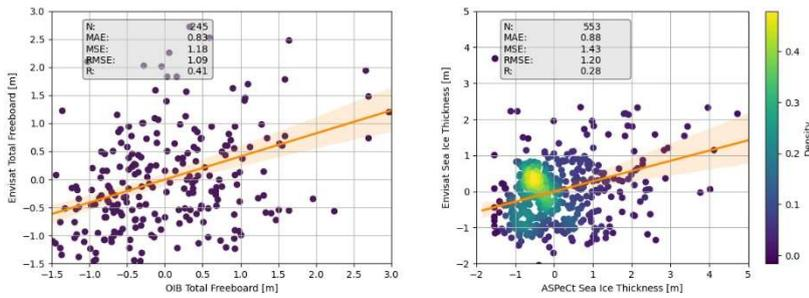 N: 245
MAE: 0.83
MSE: 1.18
RMSE: 1.09
R: 0.41
3.0
2.5
2.0
1.5
1.0
0.5
0.0
-0.5
-1.0
-1.5
Envisat Total Freeboard [m]
-1.5 -1.0 -0.5 0.0 0.5 1.0 1.5 2.0 2.5 3.0
OIB Total Freeboard [m]
N: 553
MAE: 0.88
MSE: 1.43
RMSE: 1.20
R: 0.28
5
4
3
2
1
0
-1
-2
Envisat Sea Ice Thickness [m]
-2 -1 0 1 2 3 4 5
ASPeCt Sea Ice Thickness [m]
0.4
0.3
0.2
0.1
0.0
Density